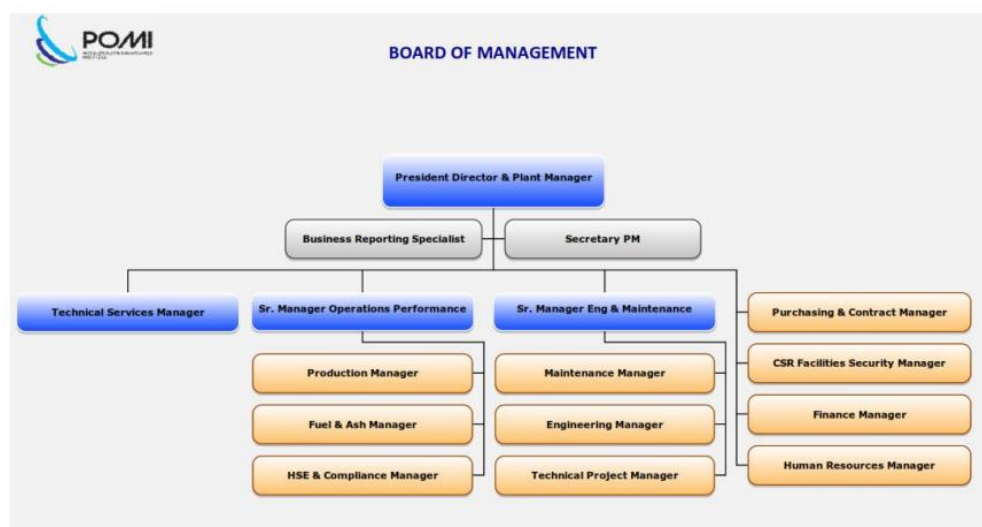 POMI
BOARD OF MANAGEMENT
President Director & Plant Manager
Business Reporting Specialist
Secretary PM
Technical Services Manager
Sr. Manager Operations Performance
Sr. Manager Eng & Maintenance
Purchasing & Contract Manager
Production Manager
Maintenance Manager
CSR Facilities Security Manager
Fuel & Ash Manager
Engineering Manager
Finance Manager
HSE & Compliance Manager
Technical Project Manager
Human Resources Manager